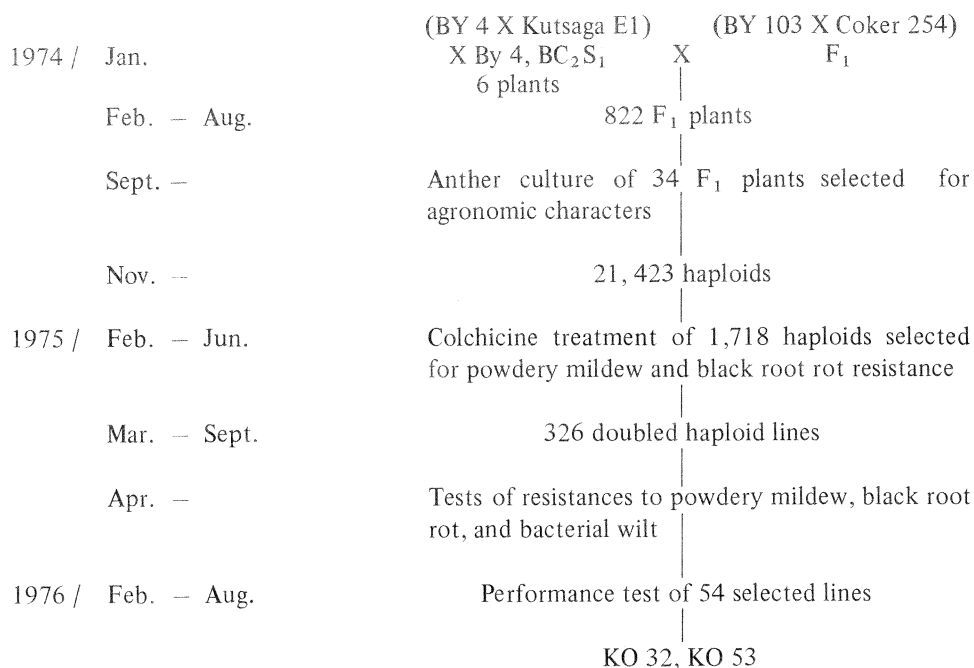 (BY 4 X Kutsaga E1) (BY 103 X Coker 254)
1974 / Jan. X By 4, BC₂S₁ X F₁
6 plants
Feb. – Aug. 822 F₁ plants
Sept. – Anther culture of 34 F₁ plants selected for
agronomic characters
Nov. – 21, 423 haploids
1975 / Feb. – Jun. Colchicine treatment of 1,718 haploids selected
for powdery mildew and black root rot resistance
Mar. – Sept. 326 doubled haploid lines
Apr. – Tests of resistances to powdery mildew, black root
rot, and bacterial wilt
1976 / Feb. – Aug. Performance test of 54 selected lines
KO 32, KO 53